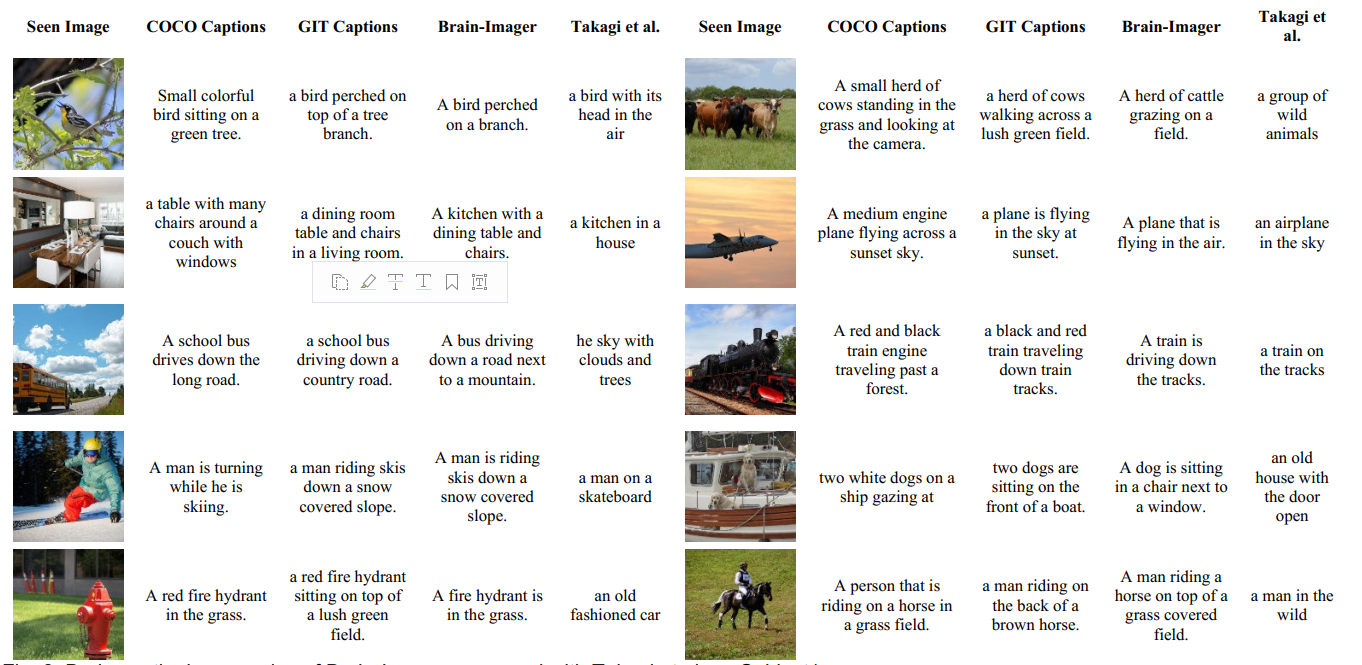 Seen Image
COCO Captions
GIT Captions
Brain-Imager
Takagi et al.
Seen Image
COCO Captions
GIT Captions
Brain-Imager
Takagi et
al.
Small colorful
bird sitting on a
green tree.
a bird perched on
top of a tree
branch.
A bird perched
on a branch.
a bird with its
head in the
air
A small herd of
cows standing in the
grass and looking at
the camera.
a herd of cows
walking across a
lush green field.
A herd of cattle
grazing on a
field.
a group of
wild
animals
a table with many
chairs around a
couch with
windows
a dining room
table and chairs
in a living room.
A kitchen with a
dining table and
chairs.
a kitchen in a
house
A medium engine
plane flying across a
sunset sky.
a plane is flying
in the sky at
sunset.
A plane that is
flying in the air.
an airplane
in the sky
A school bus
drives down the
long road.
a school bus
driving down a
country road.
A bus driving
down a road next
to a mountain.
he sky with
clouds and
trees
A red and black
train engine
traveling past a
forest.
a black and red
train traveling
down train
tracks.
A train is
driving down
the tracks.
a train on
the tracks
A man is turning
while he is
skiing.
a man riding skis
down a snow
covered slope.
A man is riding
skis down a
snow covered
slope.
a man on a
skateboard
two white dogs on a
ship gazing at
two dogs are
sitting on the
front of a boat.
A dog is sitting
in a chair next to
a window.
an old
house with
the door
open
A red fire hydrant
in the grass.
a red fire hydrant
sitting on top of
a lush green
field.
A fire hydrant is
in the grass.
an old
fashioned car
A person that is
riding on a horse in
a grass field.
a man riding on
the back of a
brown horse.
A man riding a
horse on top of a
grass covered
field.
a man in the
wild